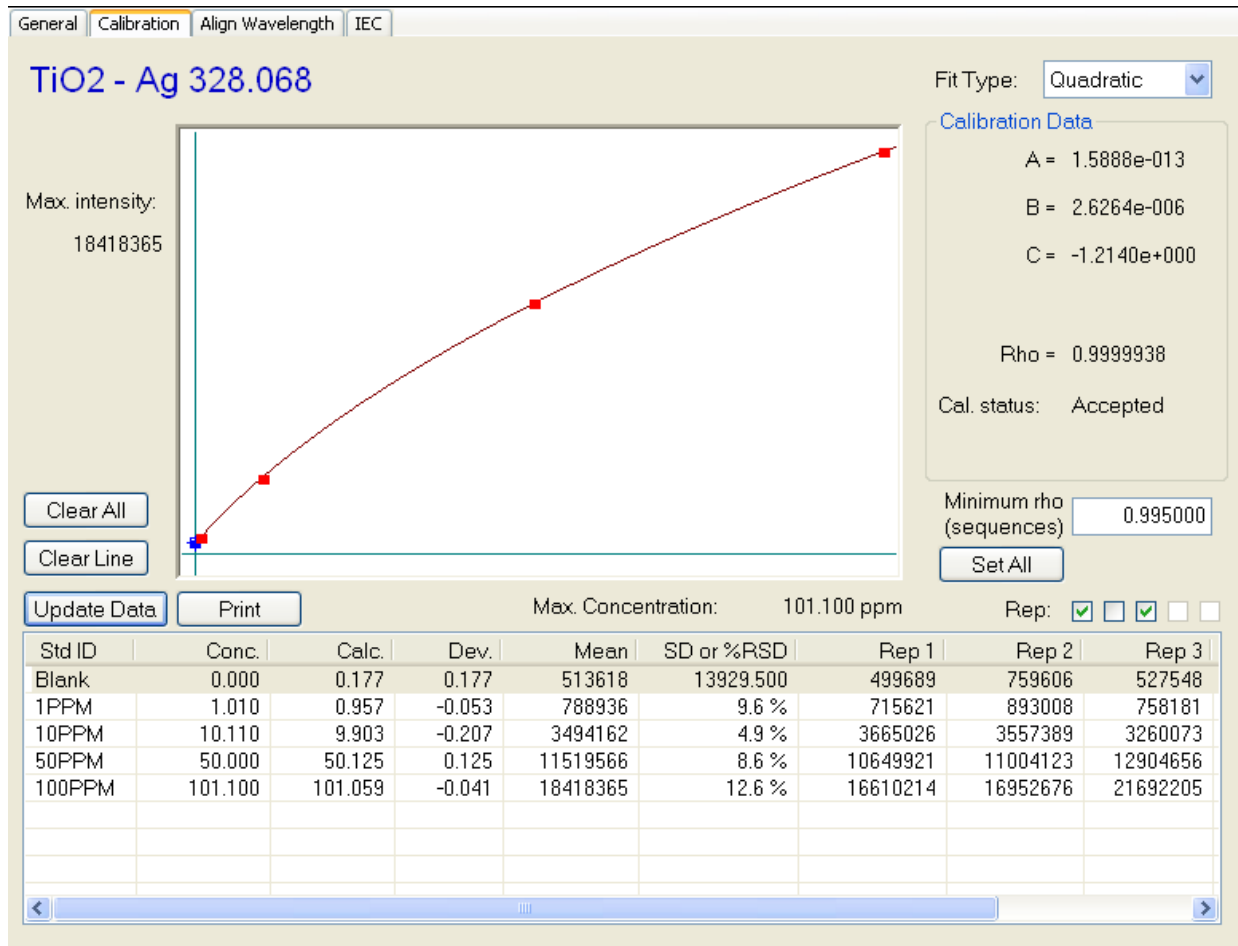 General Calibration Align Wavelength IEC
TiO2 - Ag 328.068
Fit Type: Quadratic
Calibration Data
A = 1.5888e-013
Max. intensity:
B = 2.6264e-006
18418365
C = -1.2140e+000
Rho = 0.9999938
Cal. status: Accepted
Clear All
Minimum rho
(sequences) 0.995000
Clear Line
Set All
Update Data Print Max. Concentration: 101.100 ppm Rep:
Std ID Conc. Calc. Dev. Mean SD or %RSD Rep 1 Rep 2 Rep 3
Blank 0.000 0.177 0.177 513618 13929.500 499689 759606 527548
1PPM 1.010 0.957 -0.053 788936 9.6 % 715621 893008 758181
10PPM 10.110 9.903 -0.207 3494162 4.9 % 3665026 3557389 3260073
50PPM 50.000 50.125 0.125 11519566 8.6 % 10649921 11004123 12904656
100PPM 101.100 101.059 -0.041 18418365 12.6 % 16610214 16952676 21692205